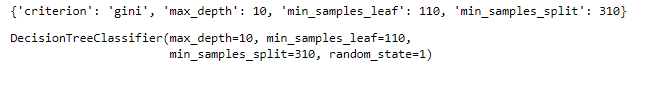 {'criterion': 'gini', 'max_depth': 10, 'min_samples_leaf': 110, 'min_samples_split': 310}
DecisionTreeClassifier(max_depth=10, min_samples_leaf=110,
min_samples_split=310, random_state=1)